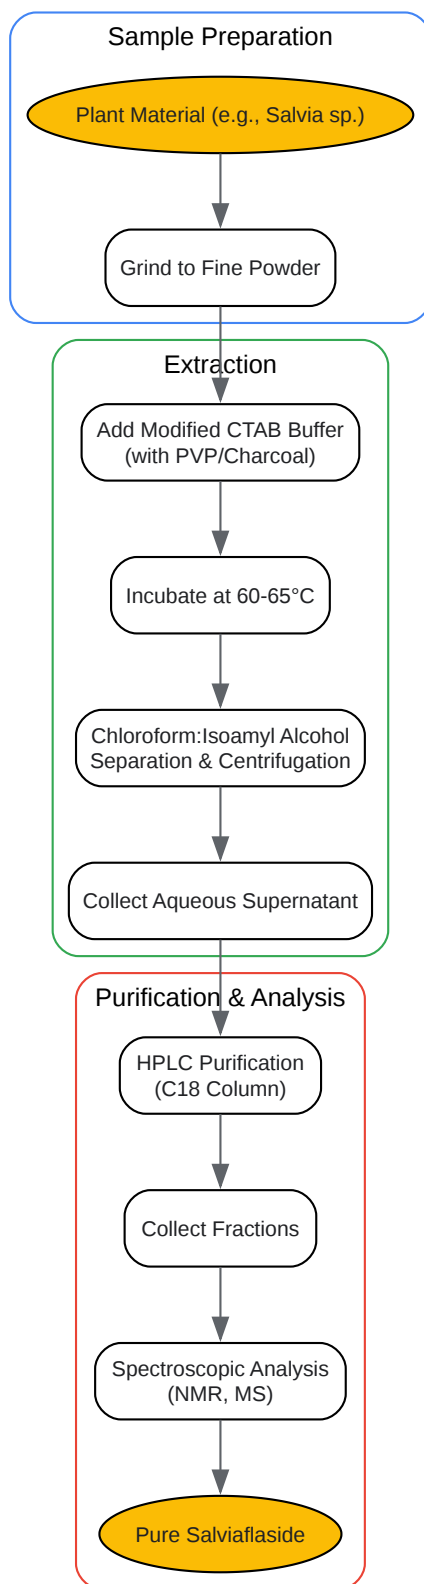 Sample Preparation
Plant Material (e.g., Salvia sp.)
Grind to Fine Powder
Extraction
Add Modified CTAB Buffer
(with PVP/Charcoal)
Incubate at 60-65°C
Chloroform:Isoamyl Alcohol
Separation & Centrifugation
Collect Aqueous Supernatant
Purification & Analysis
HPLC Purification
(C18 Column)
Collect Fractions
Spectroscopic Analysis
(NMR, MS)
Pure Salviaflaside